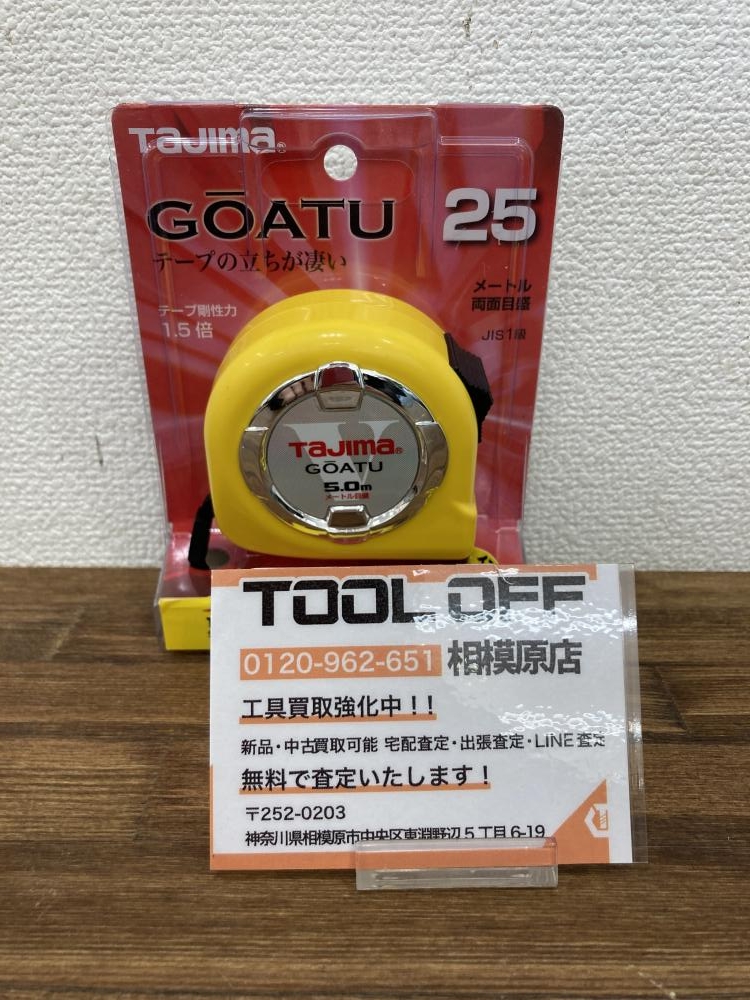 TAJIMA®
GŌATU
25
テープの立ちが凄い
メートル
両面目盛
テープ剛性力
1.5倍
JIS1級
TAJIMA®
GŌATU
5.0m
メートル目盛
TOOL OFF
0120-962-651 相模原店
工具買取強化中!!
新品・中古買取可能 宅配査定・出張査定・LINE査定
無料で査定いたします!
〒252-0203
神奈川県相模原市中央区東淵野辺5丁目6-19